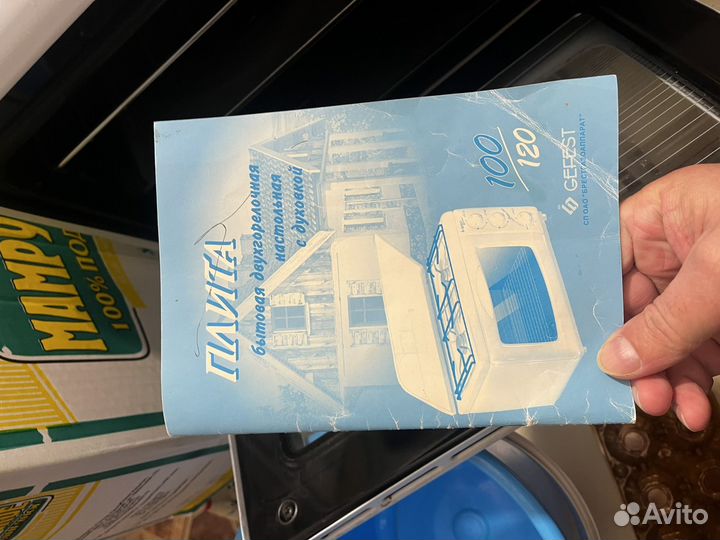 ПЛИТА
бытовая двухгорелочная
настольная
с духовкой
100
120
GEFEST
СП ОАО "БРЕСТГАЗОАППАРАТ"
МАМРУ
100% ПОД
Avito